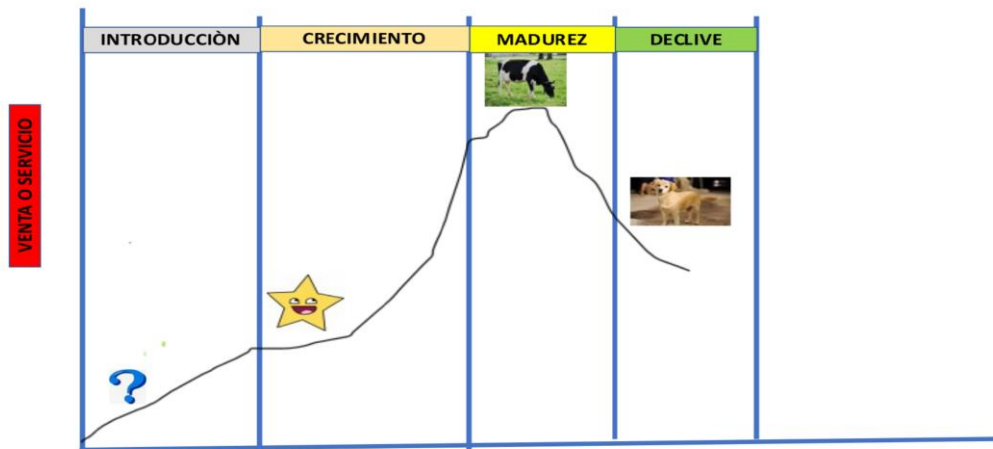 INTRODUCCIÒN
CRECIMIENTO
MADUREZ
DECLIVE
VENTA O SERVICIO
?